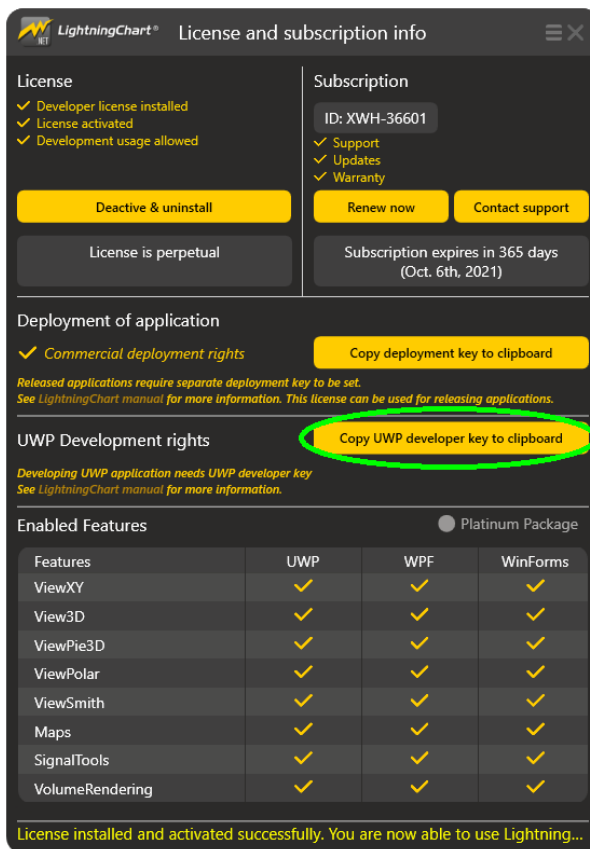 LightningChart® License and subscription info
.NET
License
Developer license installed
License activated
Development usage allowed
Deactive & uninstall
License is perpetual
Subscription
ID: XWH-36601
Support
Updates
Warranty
Renew now
Contact support
Subscription expires in 365 days
(Oct. 6th, 2021)
Deployment of application
Commercial deployment rights
Copy deployment key to clipboard
Released applications require separate deployment key to be set.
See LightningChart manual for more information. This license can be used for releasing applications.
UWP Development rights
Copy UWP developer key to clipboard
Developing UWP application needs UWP developer key
See LightningChart manual for more information.
Enabled Features
Platinum Package
Features UWP WPF WinForms
ViewXY
View3D
ViewPie3D
ViewPolar
ViewSmith
Maps
SignalTools
VolumeRendering
License installed and activated successfully. You are now able to use Lightning...